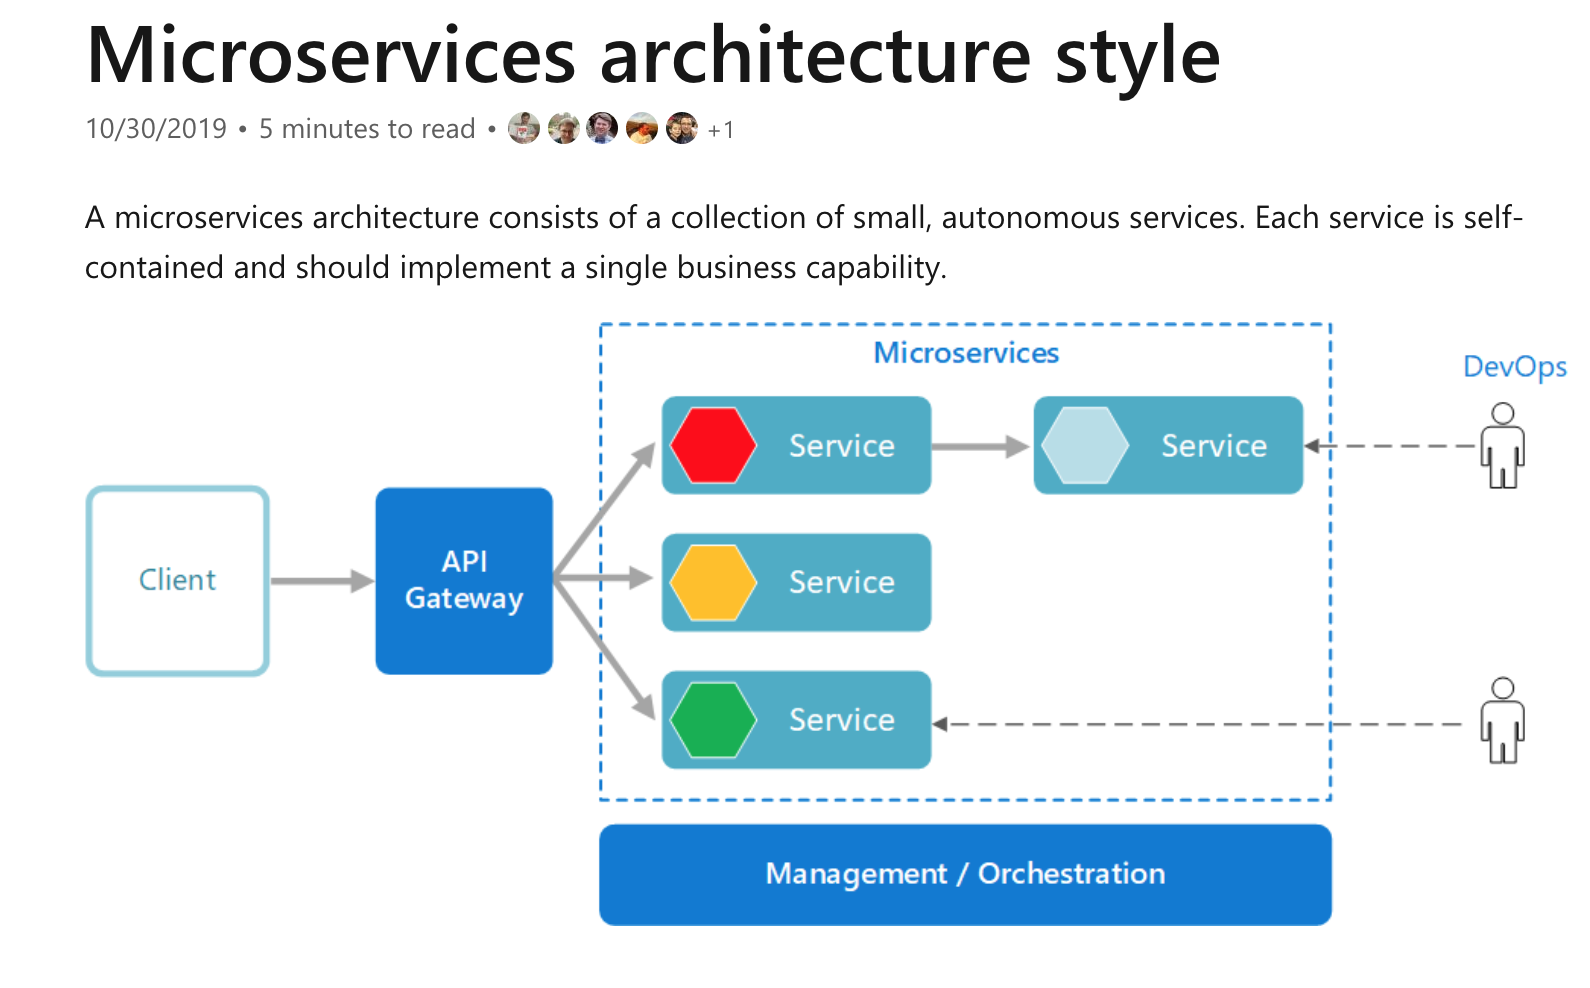 Microservices architecture style
10/30/2019 • 5 minutes to read • +1
A microservices architecture consists of a collection of small, autonomous services. Each service is self-
contained and should implement a single business capability.
Microservices
DevOps
Service
Service
Client
API
Gateway
Service
Service
Management / Orchestration